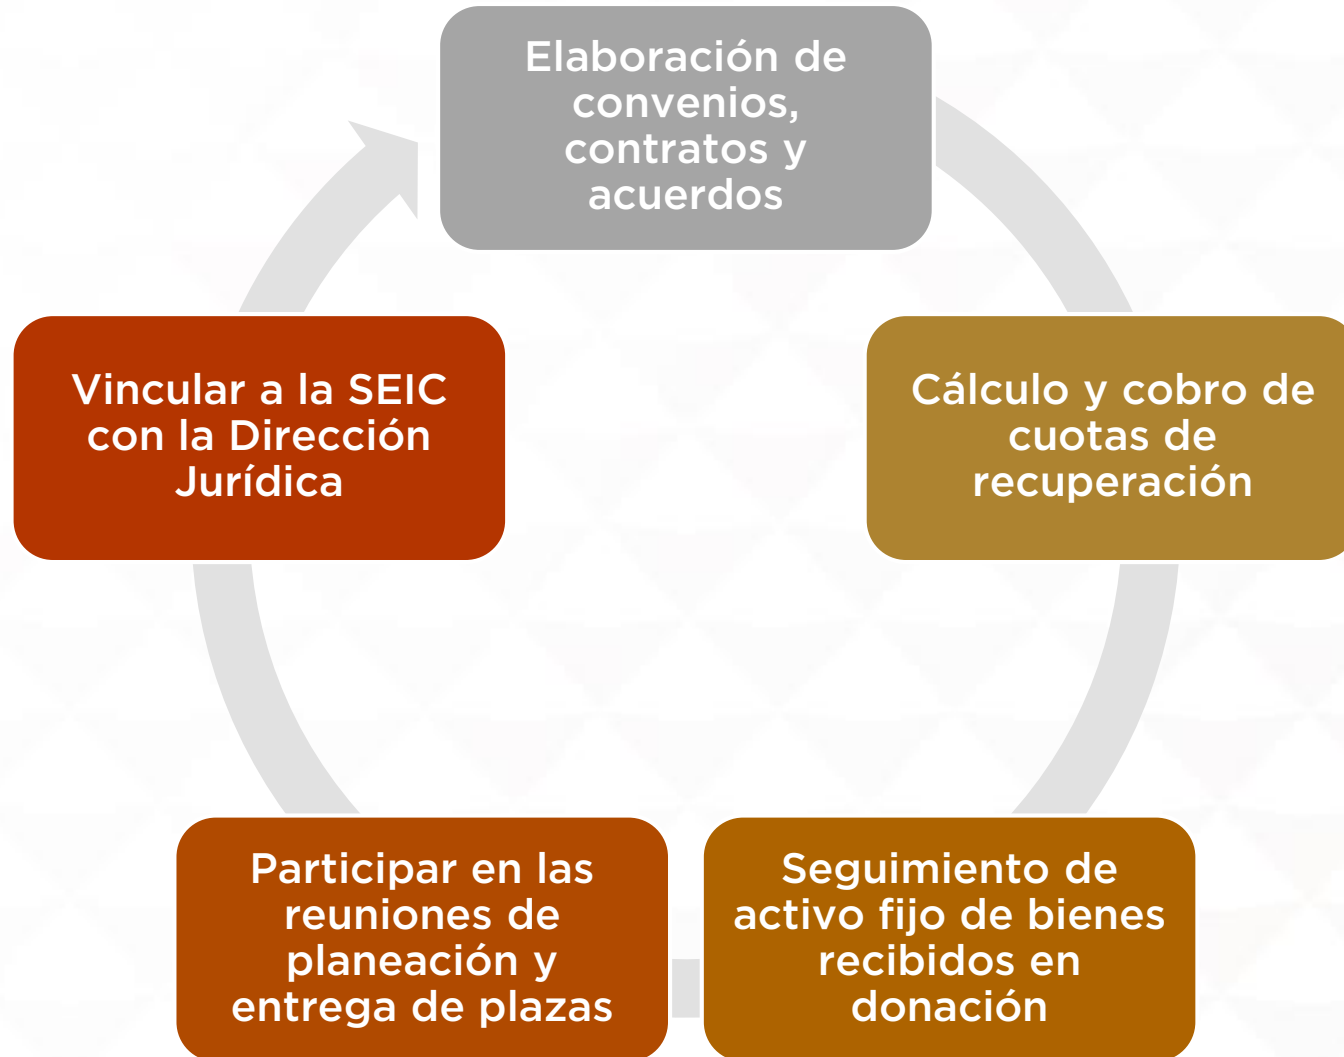 Elaboración de
convenios,
contratos y
acuerdos
Cálculo y cobro de
cuotas de
recuperación
Seguimiento de
activo fijo de bienes
recibidos en
donación
Participar en las
reuniones de
planeación y
entrega de plazas
Vincular a la SEIC
con la Dirección
Jurídica